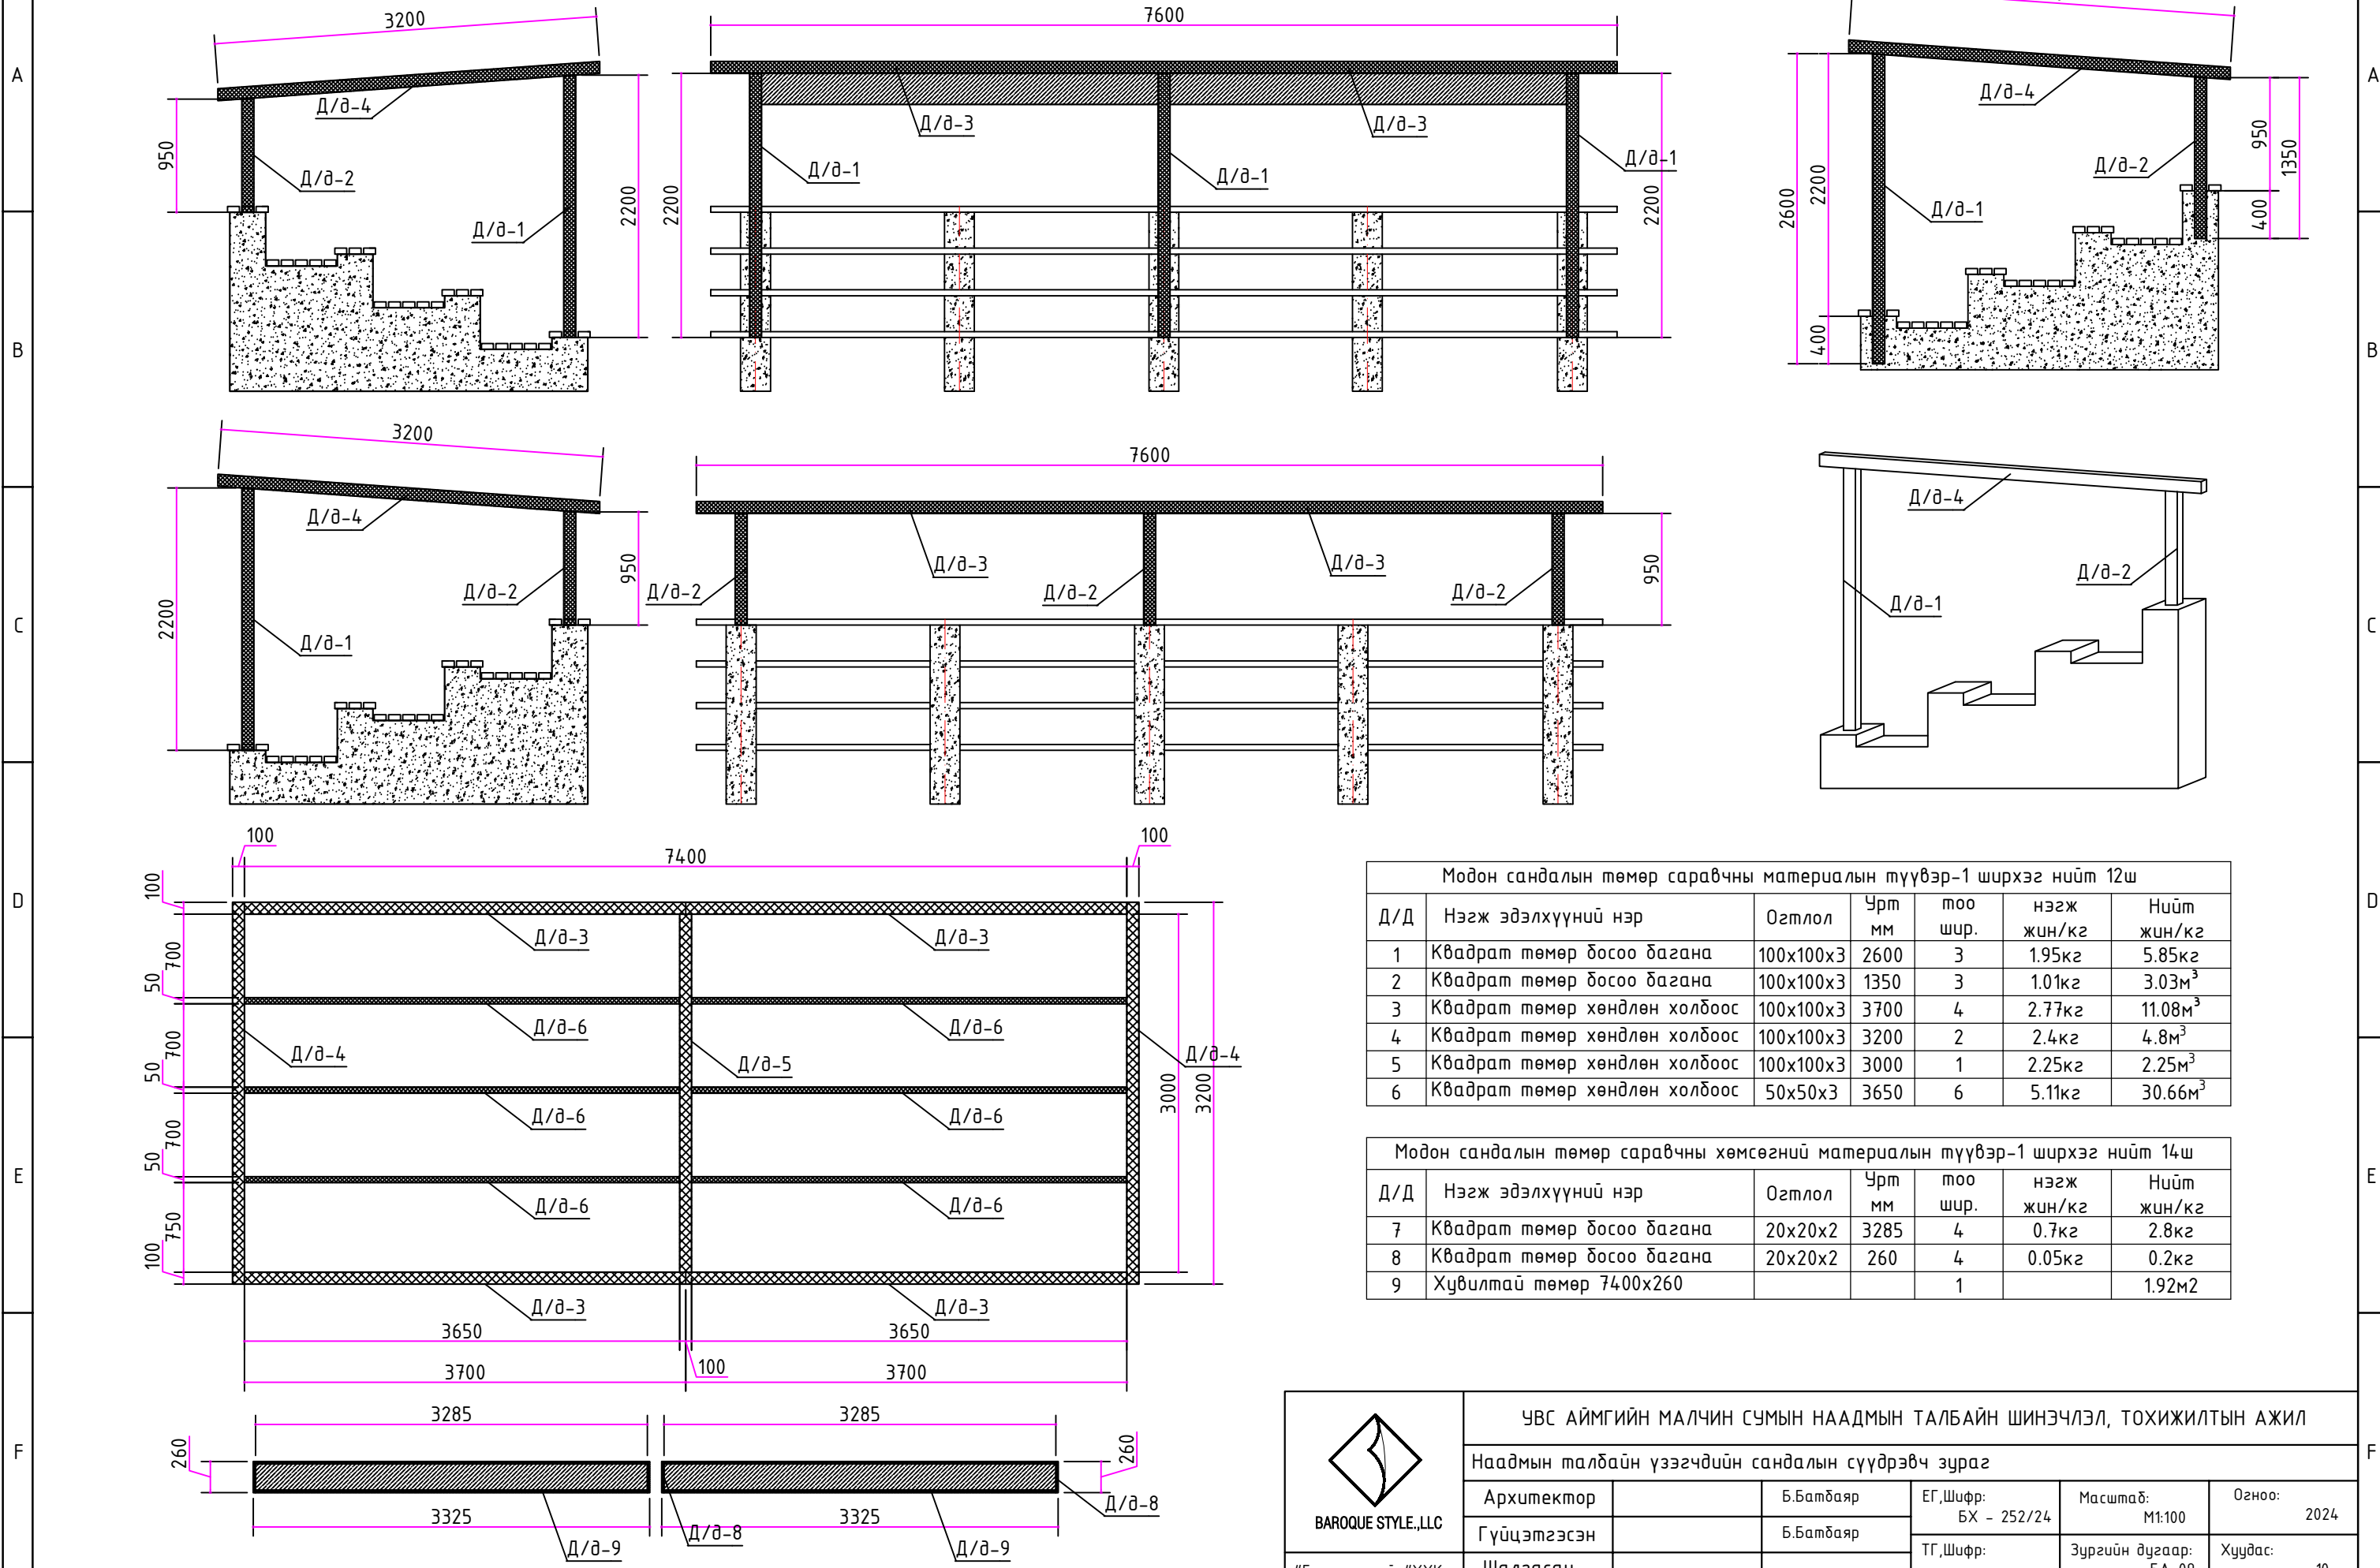 3200
7600
A
A
950
Д/д-4
Д/д-2
Д/д-1
2200
2200
Д/д-3
Д/д-3
Д/д-1
Д/д-1
Д/д-1
2200
2600
2200
400
Д/д-4
Д/д-2
Д/д-1
950
1350
400
B
B
3200
7600
2200
Д/д-4
Д/д-2
Д/д-1
950
Д/д-2
Д/д-3
Д/д-3
Д/д-2
Д/д-2
950
Д/д-4
Д/д-2
Д/д-1
C
C
100
7400
100
100
700
50
700
50
700
50
750
100
Д/д-3
Д/д-3
Д/д-6
Д/д-6
Д/д-4
Д/д-5
Д/д-4
Д/д-6
Д/д-6
Д/д-6
Д/д-6
Д/д-3
Д/д-3
3000
3200
3650
3650
100
3700
3700
D
D
Модон сандалын төмөр саравчны материалын түүвэр-1 ширхэг нийт 12ш
Д/Д Нэгж эдэлхүүний нэр Огтлол Урт мм тоо шир. нэгж жин/кг Нийт жин/кг
1 Квадрат төмөр босоо багана 100x100x3 2600 3 1.95кг 5.85кг
2 Квадрат төмөр босоо багана 100x100x3 1350 3 1.01кг 3.03м³
3 Квадрат төмөр хөндлөн холбоос 100x100x3 3700 4 2.77кг 11.08м³
4 Квадрат төмөр хөндлөн холбоос 100x100x3 3200 2 2.4кг 4.8м³
5 Квадрат төмөр хөндлөн холбоос 100x100x3 3000 1 2.25кг 2.25м³
6 Квадрат төмөр хөндлөн холбоос 50x50x3 3650 6 5.11кг 30.66м³
E
E
Модон сандалын төмөр саравчны хөмсөгний материалын түүвэр-1 ширхэг нийт 14ш
Д/Д Нэгж эдэлхүүний нэр Огтлол Урт мм тоо шир. нэгж жин/кг Нийт жин/кг
7 Квадрат төмөр босоо багана 20x20x2 3285 4 0.7кг 2.8кг
8 Квадрат төмөр босоо багана 20x20x2 260 4 0.05кг 0.2кг
9 Хувилтай төмөр 7400x260 1 1.92м2
F
F
3285
3285
260
260
3325
3325
Д/д-8
Д/д-8
Д/д-9
Д/д-9
BAROQUE STYLE.,LLC
УВС АЙМГИЙН МАЛЧИН СУМЫН НААДМЫН ТАЛБАЙН ШИНЭЧЛЭЛ, ТОХИЖИЛТЫН АЖИЛ
Наадмын талбайн үзэгчдийн сандалын сүүдрэвч зураг
Архитектор Б.Батбаяр ЕГ,Шифр: БХ - 252/24 Масштаб: М1:100 Огноо: 2024
Гүйцэтгэсэн Б.Батбаяр
ТГ,Шифр: Зургийн дугаар: Хуудас: